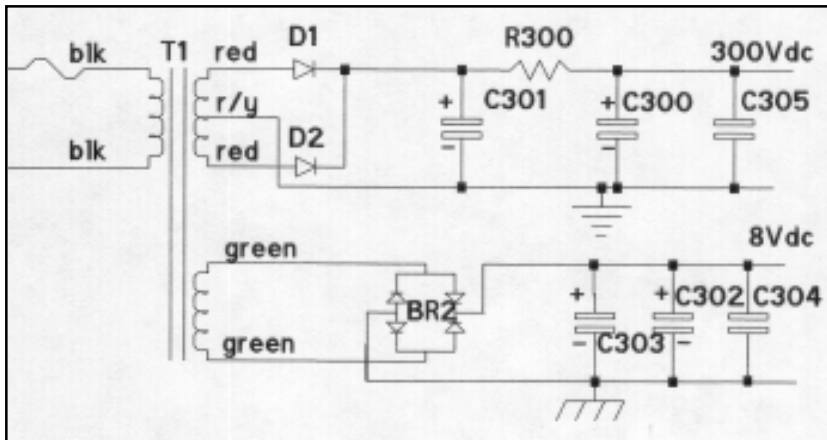 blk
T1
red
D1
R300
300Vdc
r/y
+
C301
+
C300
C305
-
-
D2
blk
red
8Vdc
green
BR2
+
+
C302
C304
-
C303
-
green